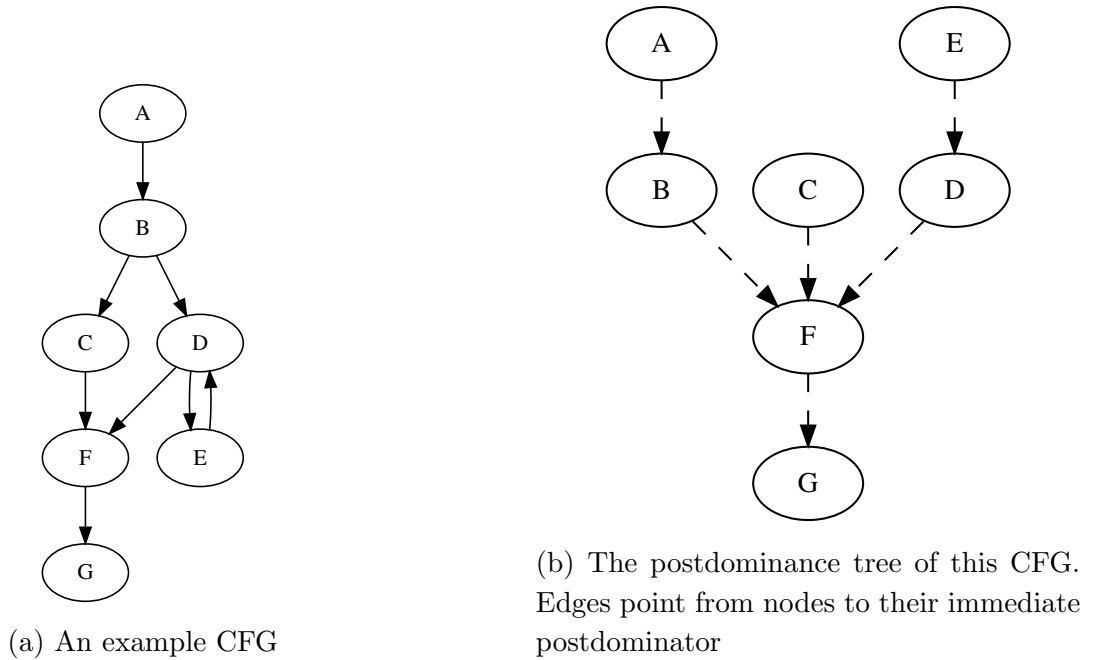 A
B
C D
F E
G
(a) An example CFG
A E
B C D
F
G
(b) The postdominance tree of this CFG.
Edges point from nodes to their immediate
postdominator